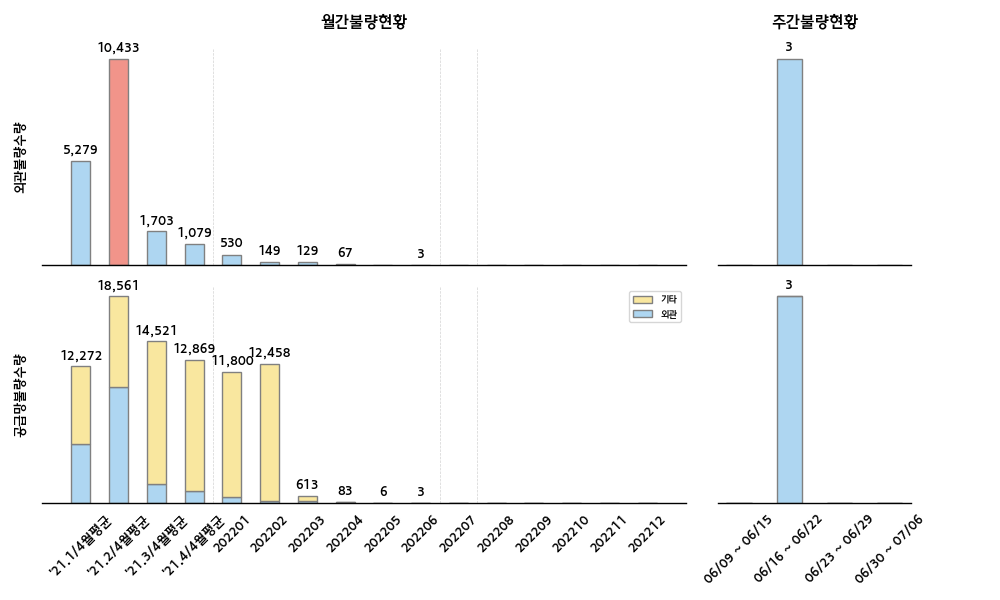 월간불량현황
주간불량현황
외관불량수량
5,279
10,433
1,703
1,079
530
149
129
67
3
3
공급망불량수량
12,272
18,561
14,521
12,869
11,800
12,458
613
83
6
3
기타
외관
3
'21.1/4월평균
'21.2/4월평균
'21.3/4월평균
'21.4/4월평균
202201
202202
202203
202204
202205
202206
202207
202208
202209
202210
202211
202212
06/09 ~ 06/15
06/16 ~ 06/22
06/23 ~ 06/29
06/30 ~ 07/06